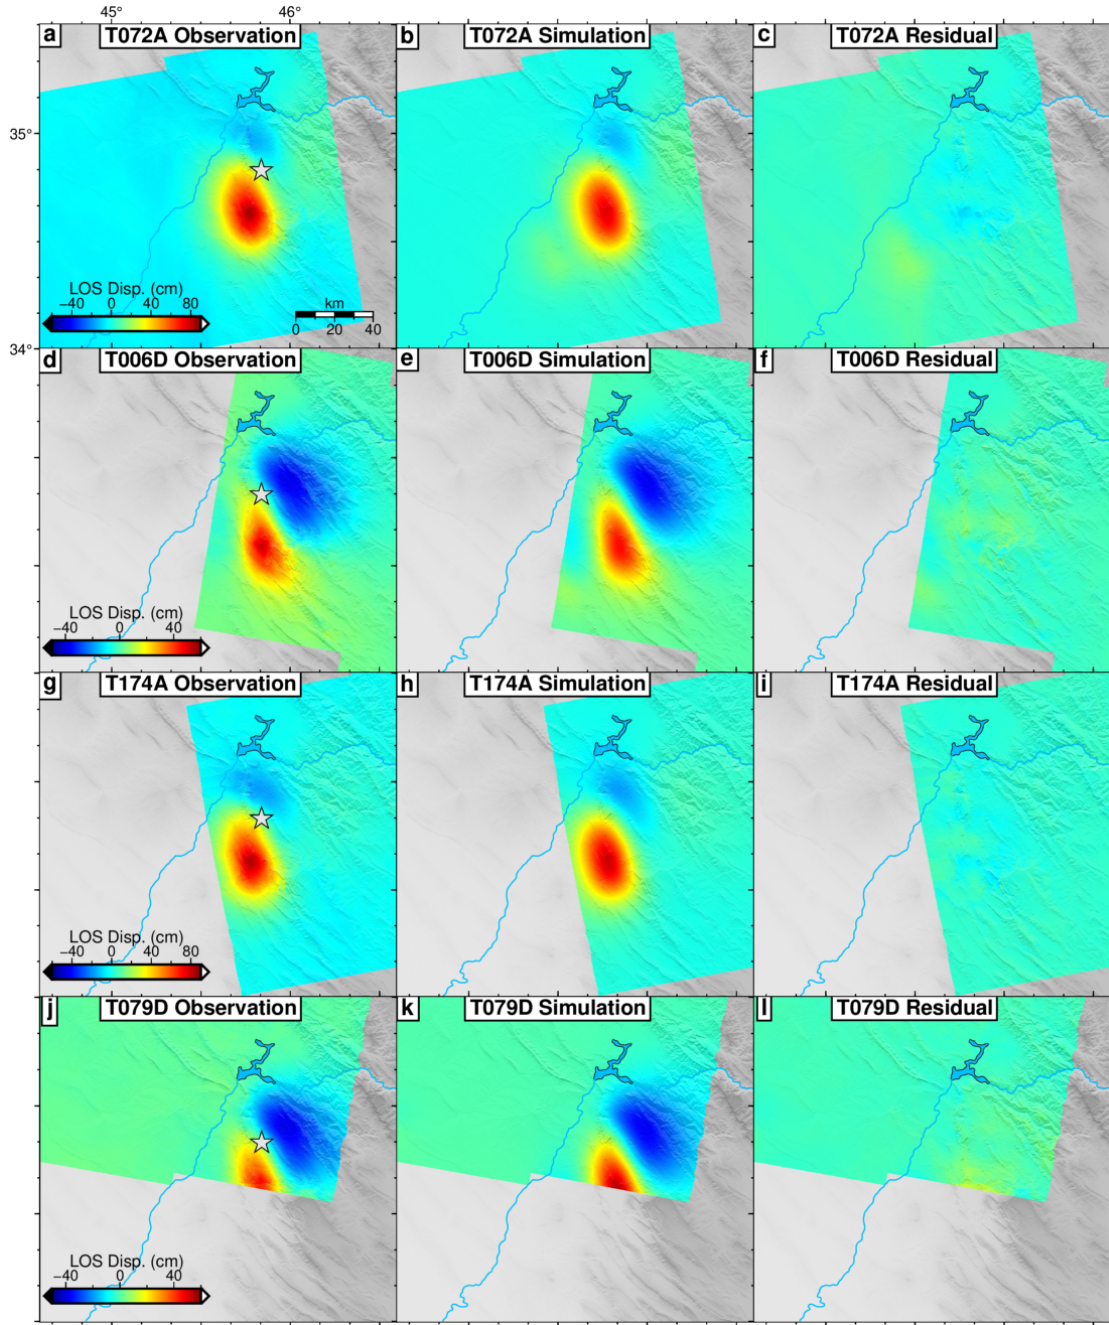 45° 46°
a T072A Observation b T072A Simulation c T072A Residual
35°
LOS Disp. (cm)
−40 0 40 80
km
0 20 40
34°
d T006D Observation e T006D Simulation f T006D Residual
LOS Disp. (cm)
−40 0 40
g T174A Observation h T174A Simulation i T174A Residual
LOS Disp. (cm)
−40 0 40 80
j T079D Observation k T079D Simulation l T079D Residual
LOS Disp. (cm)
−40 0 40